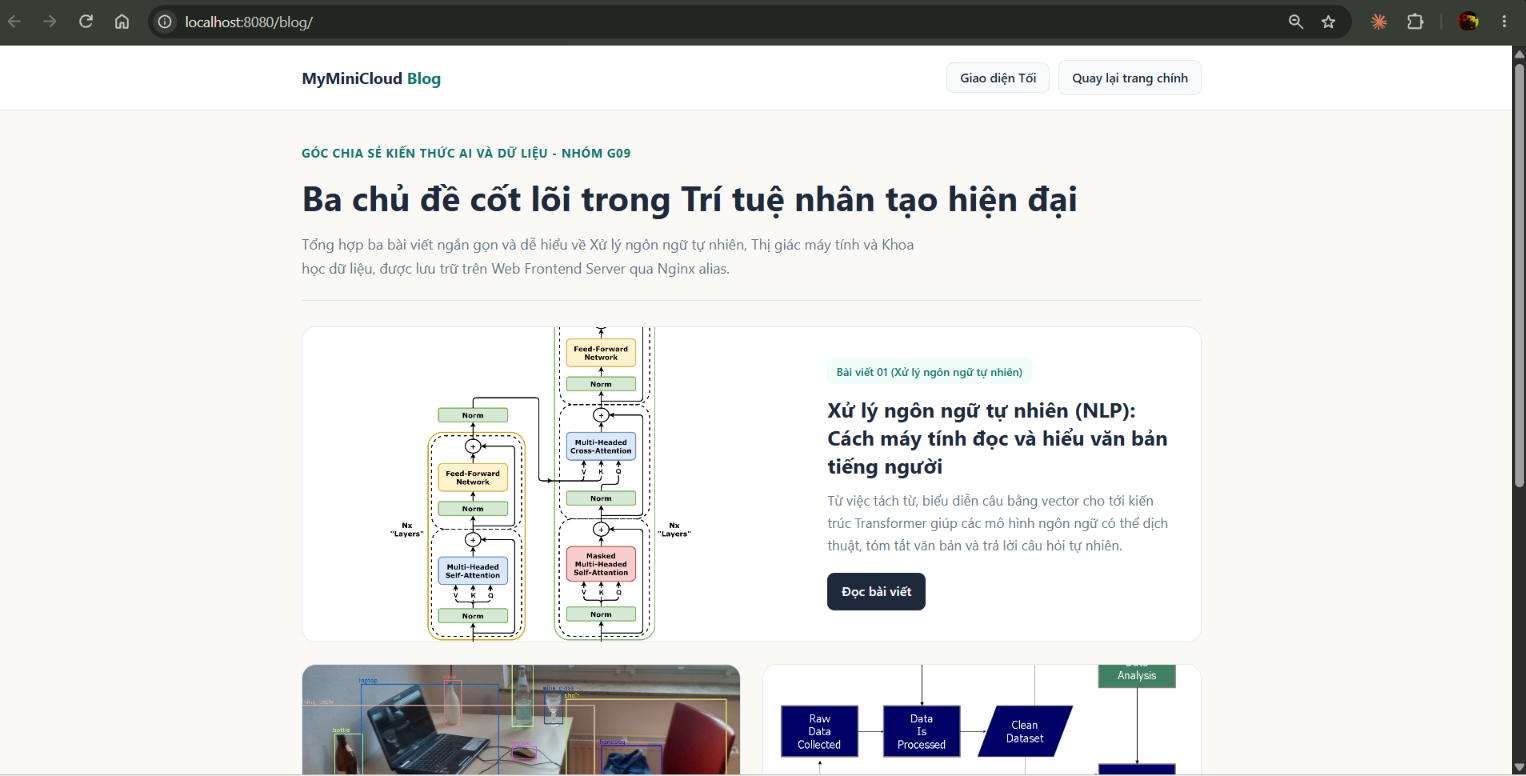 localhost:8080/blog/
MyMiniCloud Blog
Giao diện Tối
Quay lại trang chính
GÓC CHIA SẺ KIẾN THỨC AI VÀ DỮ LIỆU - NHÓM G09
Ba chủ đề cốt lõi trong Trí tuệ nhân tạo hiện đại
Tổng hợp ba bài viết ngắn gọn và dễ hiểu về Xử lý ngôn ngữ tự nhiên, Thị giác máy tính và Khoa
học dữ liệu, được lưu trữ trên Web Frontend Server qua Nginx alias.
Norm
+
Feed-Forward
Network
Norm
Nx
"Layers"
+
Multi-Headed
Self-Attention
V K Q
Norm
Feed-Forward
Network
Norm
+
Multi-Headed
Cross-Attention
V K Q
Norm
+
Nx
"Layers"
Masked
Multi-Headed
Self-Attention
V K Q
Norm
Bài viết 01 (Xử lý ngôn ngữ tự nhiên)
Xử lý ngôn ngữ tự nhiên (NLP):
Cách máy tính đọc và hiểu văn bản
tiếng người
Từ việc tách từ, biểu diễn câu bằng vector cho tới kiến
trúc Transformer giúp các mô hình ngôn ngữ có thể dịch
thuật, tóm tắt văn bản và trả lời câu hỏi tự nhiên.
Đọc bài viết
laptop
bottle
Raw
Data
Collected
Data
Is
Processed
Clean
Dataset
Analysis